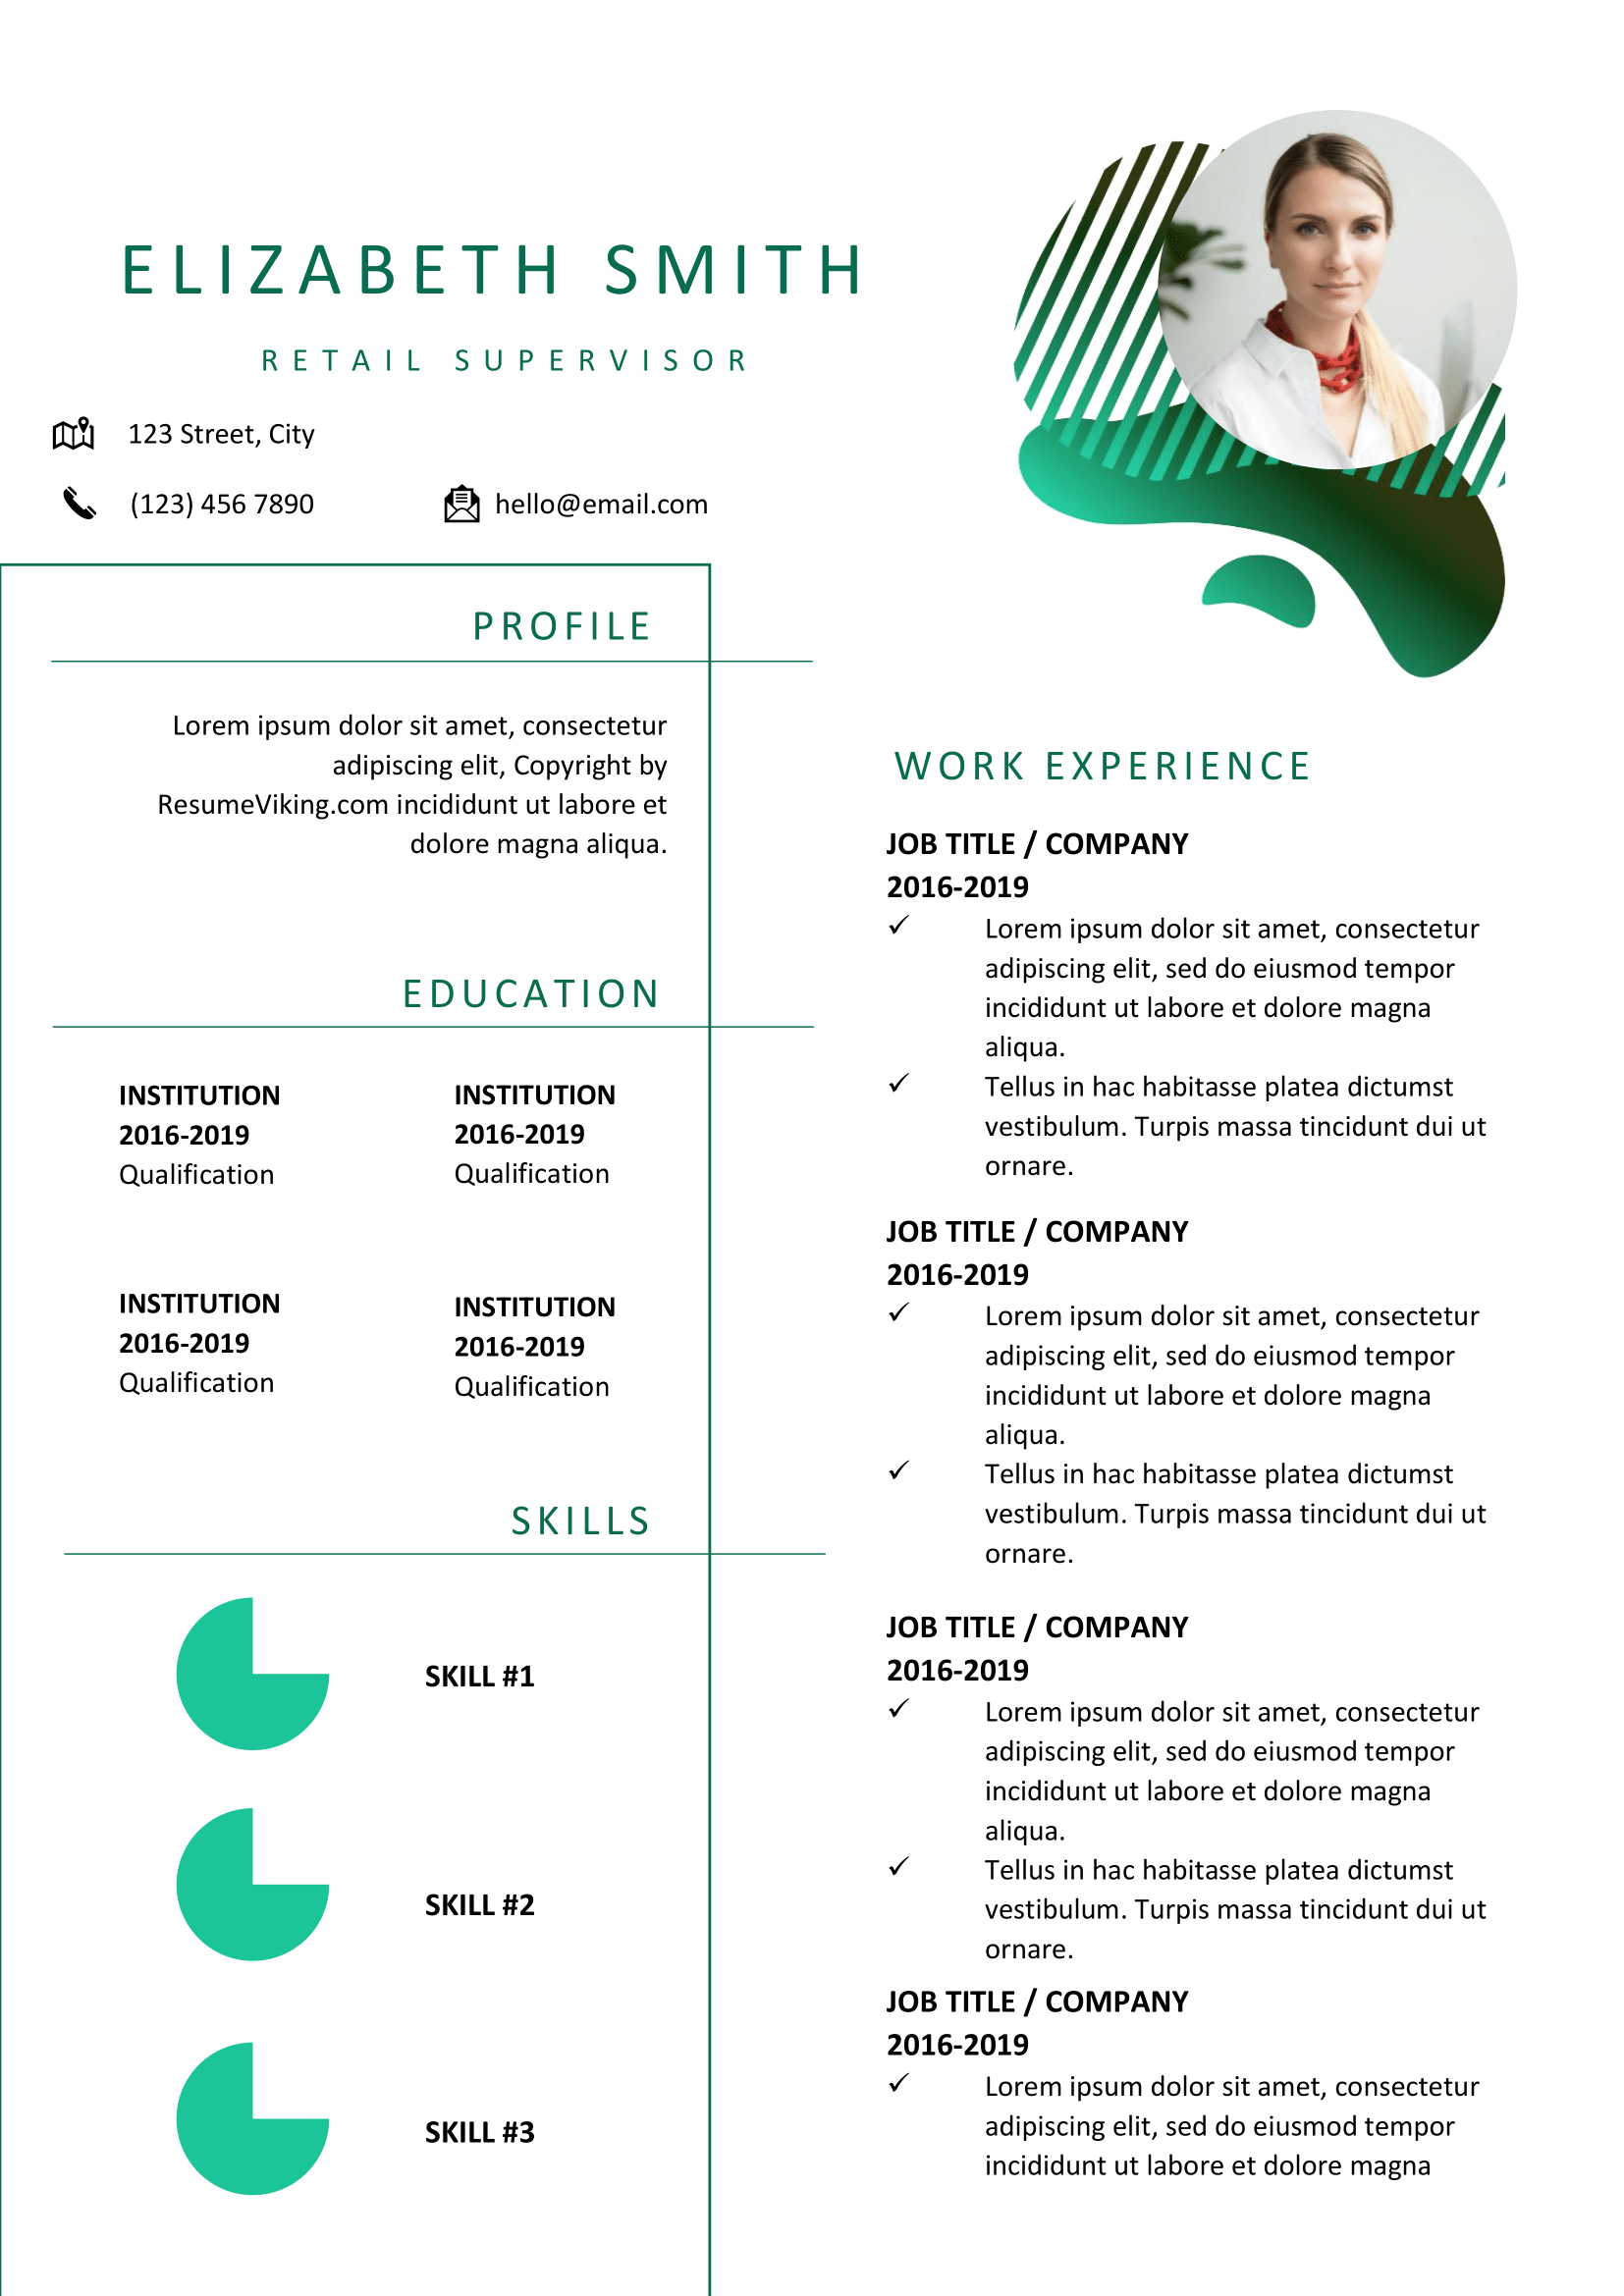 ELIZABETH SMITH
RETAIL SUPERVISOR
123 Street, City
(123) 456 7890
hello@email.com
PROFILE
Lorem ipsum dolor sit amet, consectetur
adipiscing elit, Copyright by
ResumeViking.com incididunt ut labore et
dolore magna aliqua.
EDUCATION
INSTITUTION
2016-2019
Qualification
INSTITUTION
2016-2019
Qualification
INSTITUTION
2016-2019
Qualification
INSTITUTION
2016-2019
Qualification
SKILLS
SKILL #1
SKILL #2
SKILL #3
WORK EXPERIENCE
JOB TITLE / COMPANY
2016-2019
✓ Lorem ipsum dolor sit amet, consectetur
adipiscing elit, sed do eiusmod tempor
incididunt ut labore et dolore magna
aliqua.
✓ Tellus in hac habitasse platea dictumst
vestibulum. Turpis massa tincidunt dui ut
ornare.
JOB TITLE / COMPANY
2016-2019
✓ Lorem ipsum dolor sit amet, consectetur
adipiscing elit, sed do eiusmod tempor
incididunt ut labore et dolore magna
aliqua.
✓ Tellus in hac habitasse platea dictumst
vestibulum. Turpis massa tincidunt dui ut
ornare.
JOB TITLE / COMPANY
2016-2019
✓ Lorem ipsum dolor sit amet, consectetur
adipiscing elit, sed do eiusmod tempor
incididunt ut labore et dolore magna
aliqua.
✓ Tellus in hac habitasse platea dictumst
vestibulum. Turpis massa tincidunt dui ut
ornare.
JOB TITLE / COMPANY
2016-2019
✓ Lorem ipsum dolor sit amet, consectetur
adipiscing elit, sed do eiusmod tempor
incididunt ut labore et dolore magna